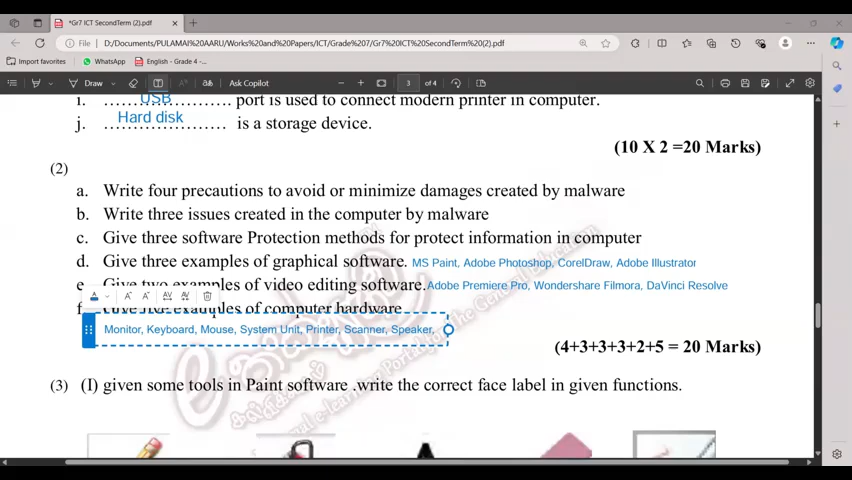 *Gr7 ICT SecondTerm (2).pdf
File
D:/Documents/PULAMAI%20AARU/Works%20and%20Papers/ICT/Grade%207/Gr7%20ICT%20SecondTerm%20(2).pdf
Import favorites WhatsApp English - Grade 4 -...
Draw Ask Copilot 3 of 4
i. USB port is used to connect modern printer in computer.
j. Hard disk is a storage device.
(10 X 2 =20 Marks)
(2)
a. Write four precautions to avoid or minimize damages created by malware
b. Write three issues created in the computer by malware
c. Give three software Protection methods for protect information in computer
d. Give three examples of graphical software. MS Paint, Adobe Photoshop, CorelDraw, Adobe Illustrator
e. Give two examples of video editing software. Adobe Premiere Pro, Wondershare Filmora, DaVinci Resolve
f. Give five examples of computer hardware
Monitor, Keyboard, Mouse, System Unit, Printer, Scanner, Speaker,
(4+3+3+3+2+5 = 20 Marks)
(3) (I) given some tools in Paint software .write the correct face label in given functions.